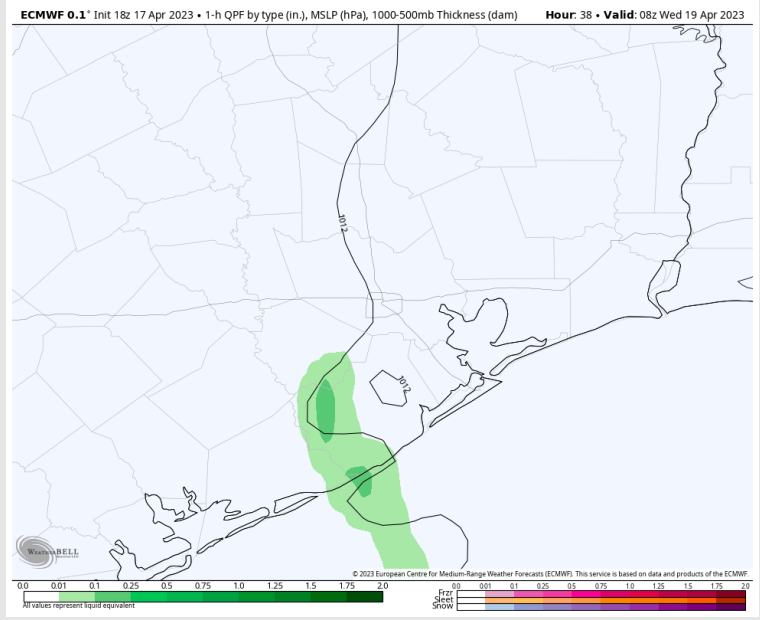 ECMWF 0.1° Init 18z 17 Apr 2023 • 1-h QPF by type (in.), MSLP (hPa), 1000-500mb Thickness (dam) Hour: 38 • Valid: 08z Wed 19 Apr 2023
1012
1012
WEATHERBELL
© 2023 European Centre for Medium-Range Weather Forecasts (ECMWF). This service is based on data and products of the ECMWF.
0.0 0.01 0.1 0.25 0.5 0.75 1.0 1.25 1.5 1.75 2.0
All values represent liquid equivalent
0.0 0.01 0.1 0.25 0.5 0.75 1.0 1.25 1.5 1.75 2.0
Frzr
Sleet
Snow